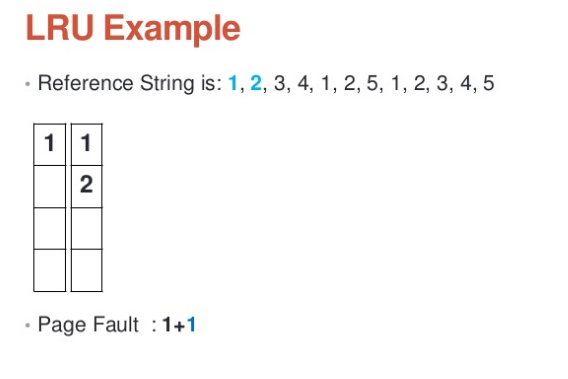 LRU Example
• Reference String is: 1, 2, 3, 4, 1, 2, 5, 1, 2, 3, 4, 5
1 1
2
• Page Fault : 1+1